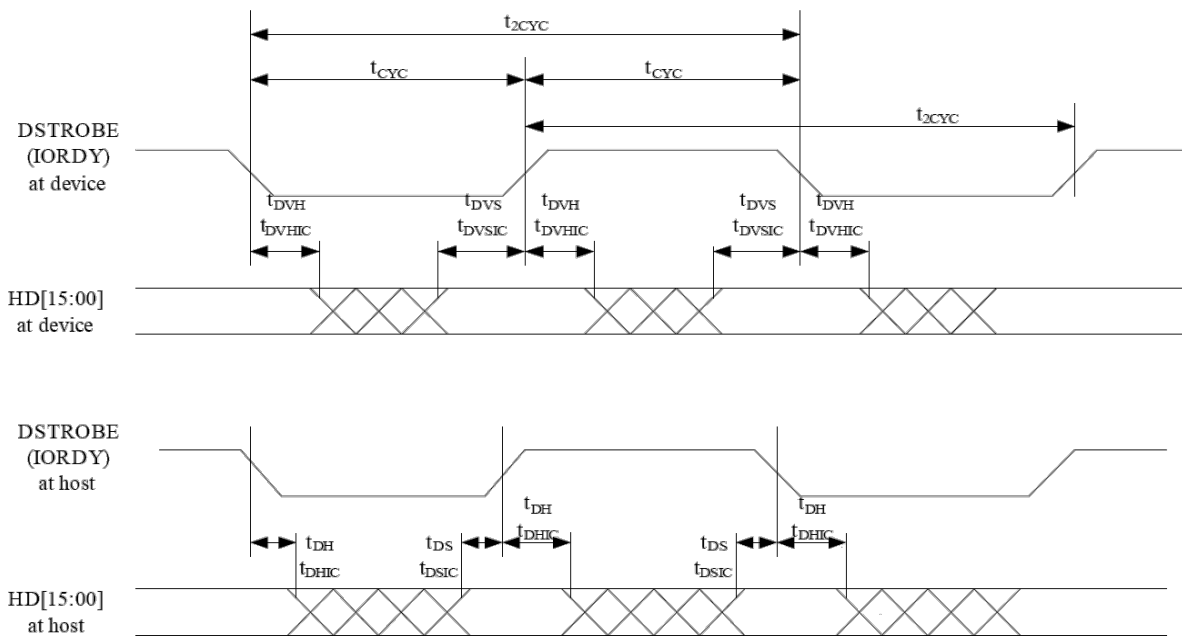 t2CYC
tCYC tCYC
t2CYC
DSTROBE
(IORDY)
at device
tDVH tDVS tDVH tDVS tDVH
tDVHIC tDVSIC tDVHIC tDVSIC tDVHIC
HD[15:00]
at device
DSTROBE
(IORDY)
at host
tDH tDH
tDHIC tDHIC
tDH tDS tDS
tDHIC tDSIC tDSIC
HD[15:00]
at host